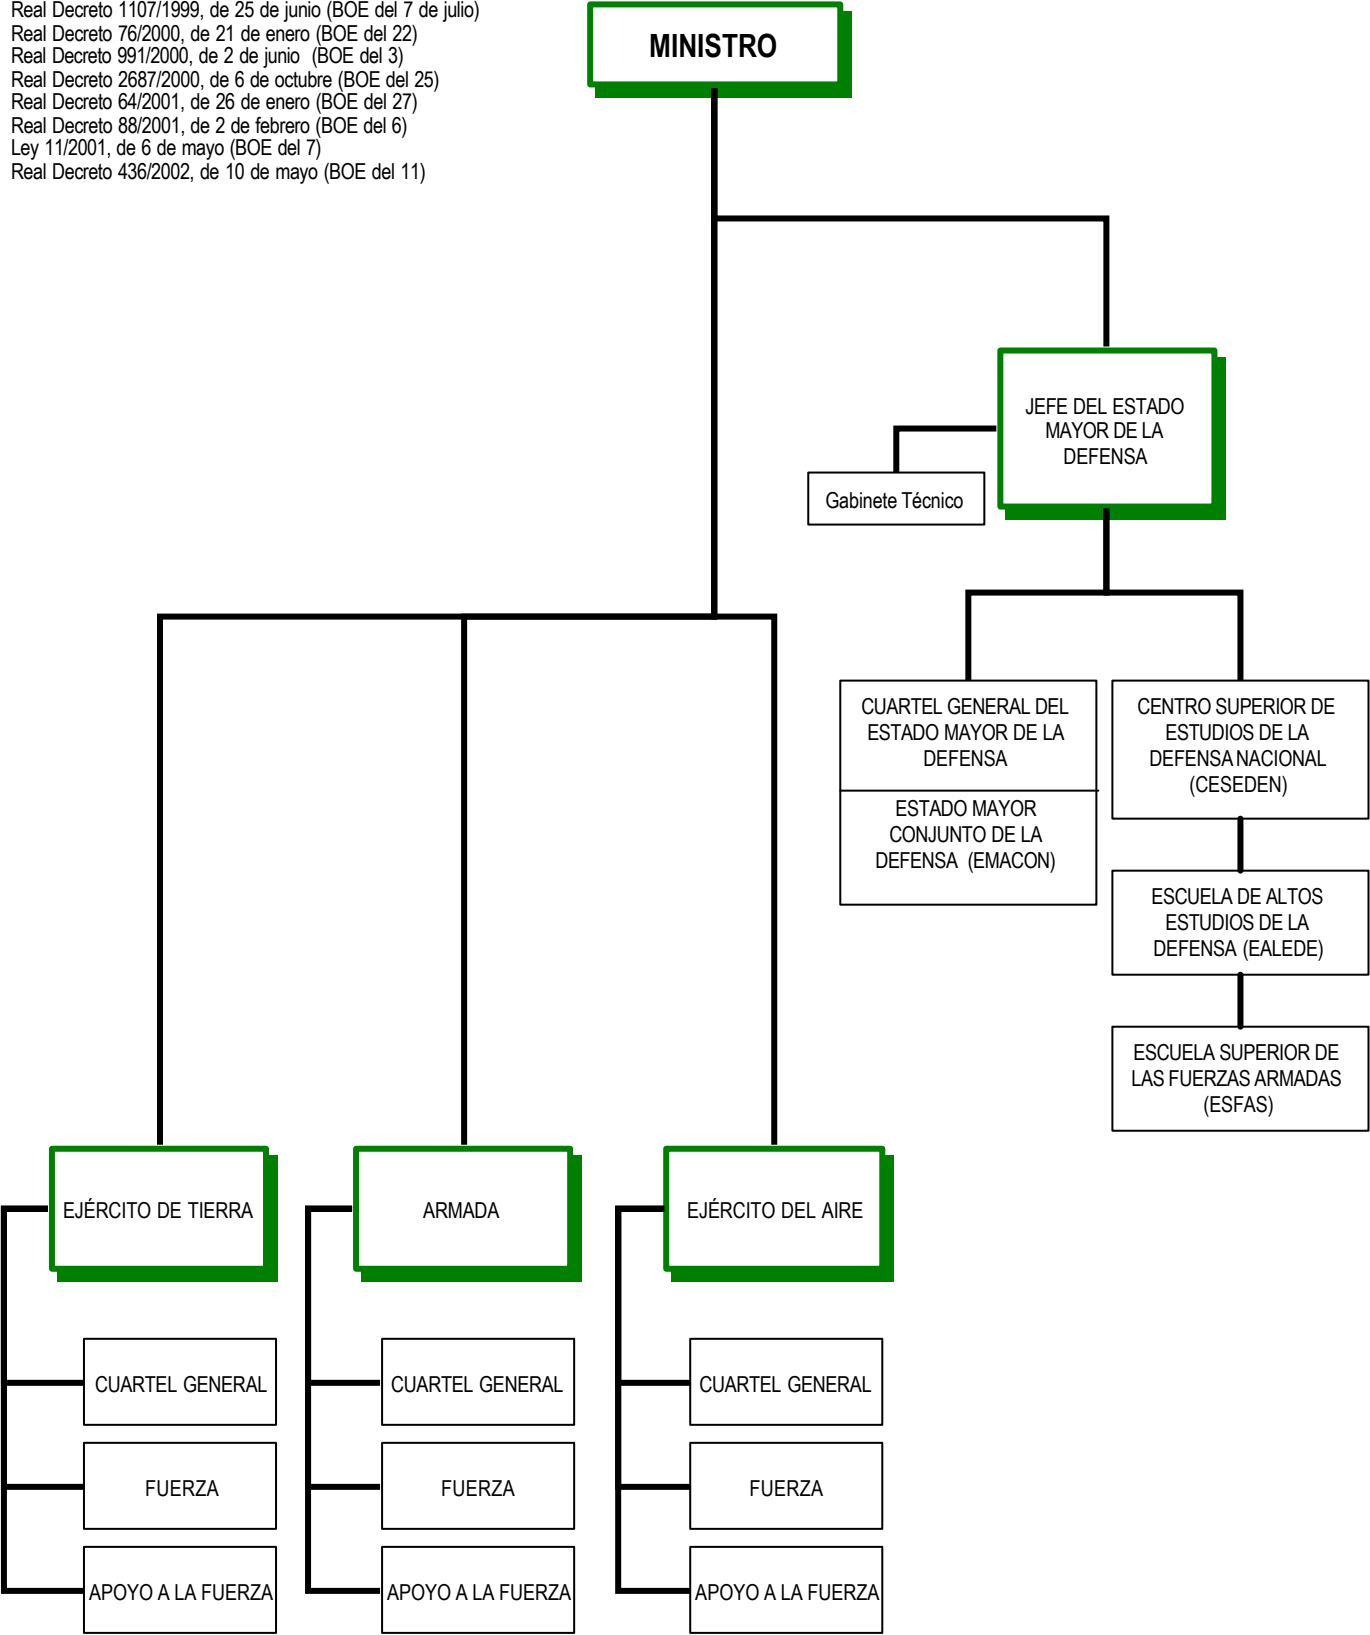 Real Decreto 1107/1999, de 25 de junio (BOE del 7 de julio)
Real Decreto 76/2000, de 21 de enero (BOE del 22)
Real Decreto 991/2000, de 2 de junio (BOE del 3)
Real Decreto 2687/2000, de 6 de octubre (BOE del 25)
Real Decreto 64/2001, de 26 de enero (BOE del 27)
Real Decreto 88/2001, de 2 de febrero (BOE del 6)
Ley 11/2001, de 6 de mayo (BOE del 7)
Real Decreto 436/2002, de 10 de mayo (BOE del 11)
MINISTRO
JEFE DEL ESTADO
MAYOR DE LA
DEFENSA
Gabinete Técnico
CUARTEL GENERAL DEL
ESTADO MAYOR DE LA
DEFENSA
ESTADO MAYOR
CONJUNTO DE LA
DEFENSA (EMACON)
CENTRO SUPERIOR DE
ESTUDIOS DE LA
DEFENSA NACIONAL
(CESEDEN)
ESCUELA DE ALTOS
ESTUDIOS DE LA
DEFENSA (EALEDE)
ESCUELA SUPERIOR DE
LAS FUERZAS ARMADAS
(ESFAS)
EJÉRCITO DE TIERRA
CUARTEL GENERAL
FUERZA
APOYO A LA FUERZA
ARMADA
CUARTEL GENERAL
FUERZA
APOYO A LA FUERZA
EJÉRCITO DEL AIRE
CUARTEL GENERAL
FUERZA
APOYO A LA FUERZA